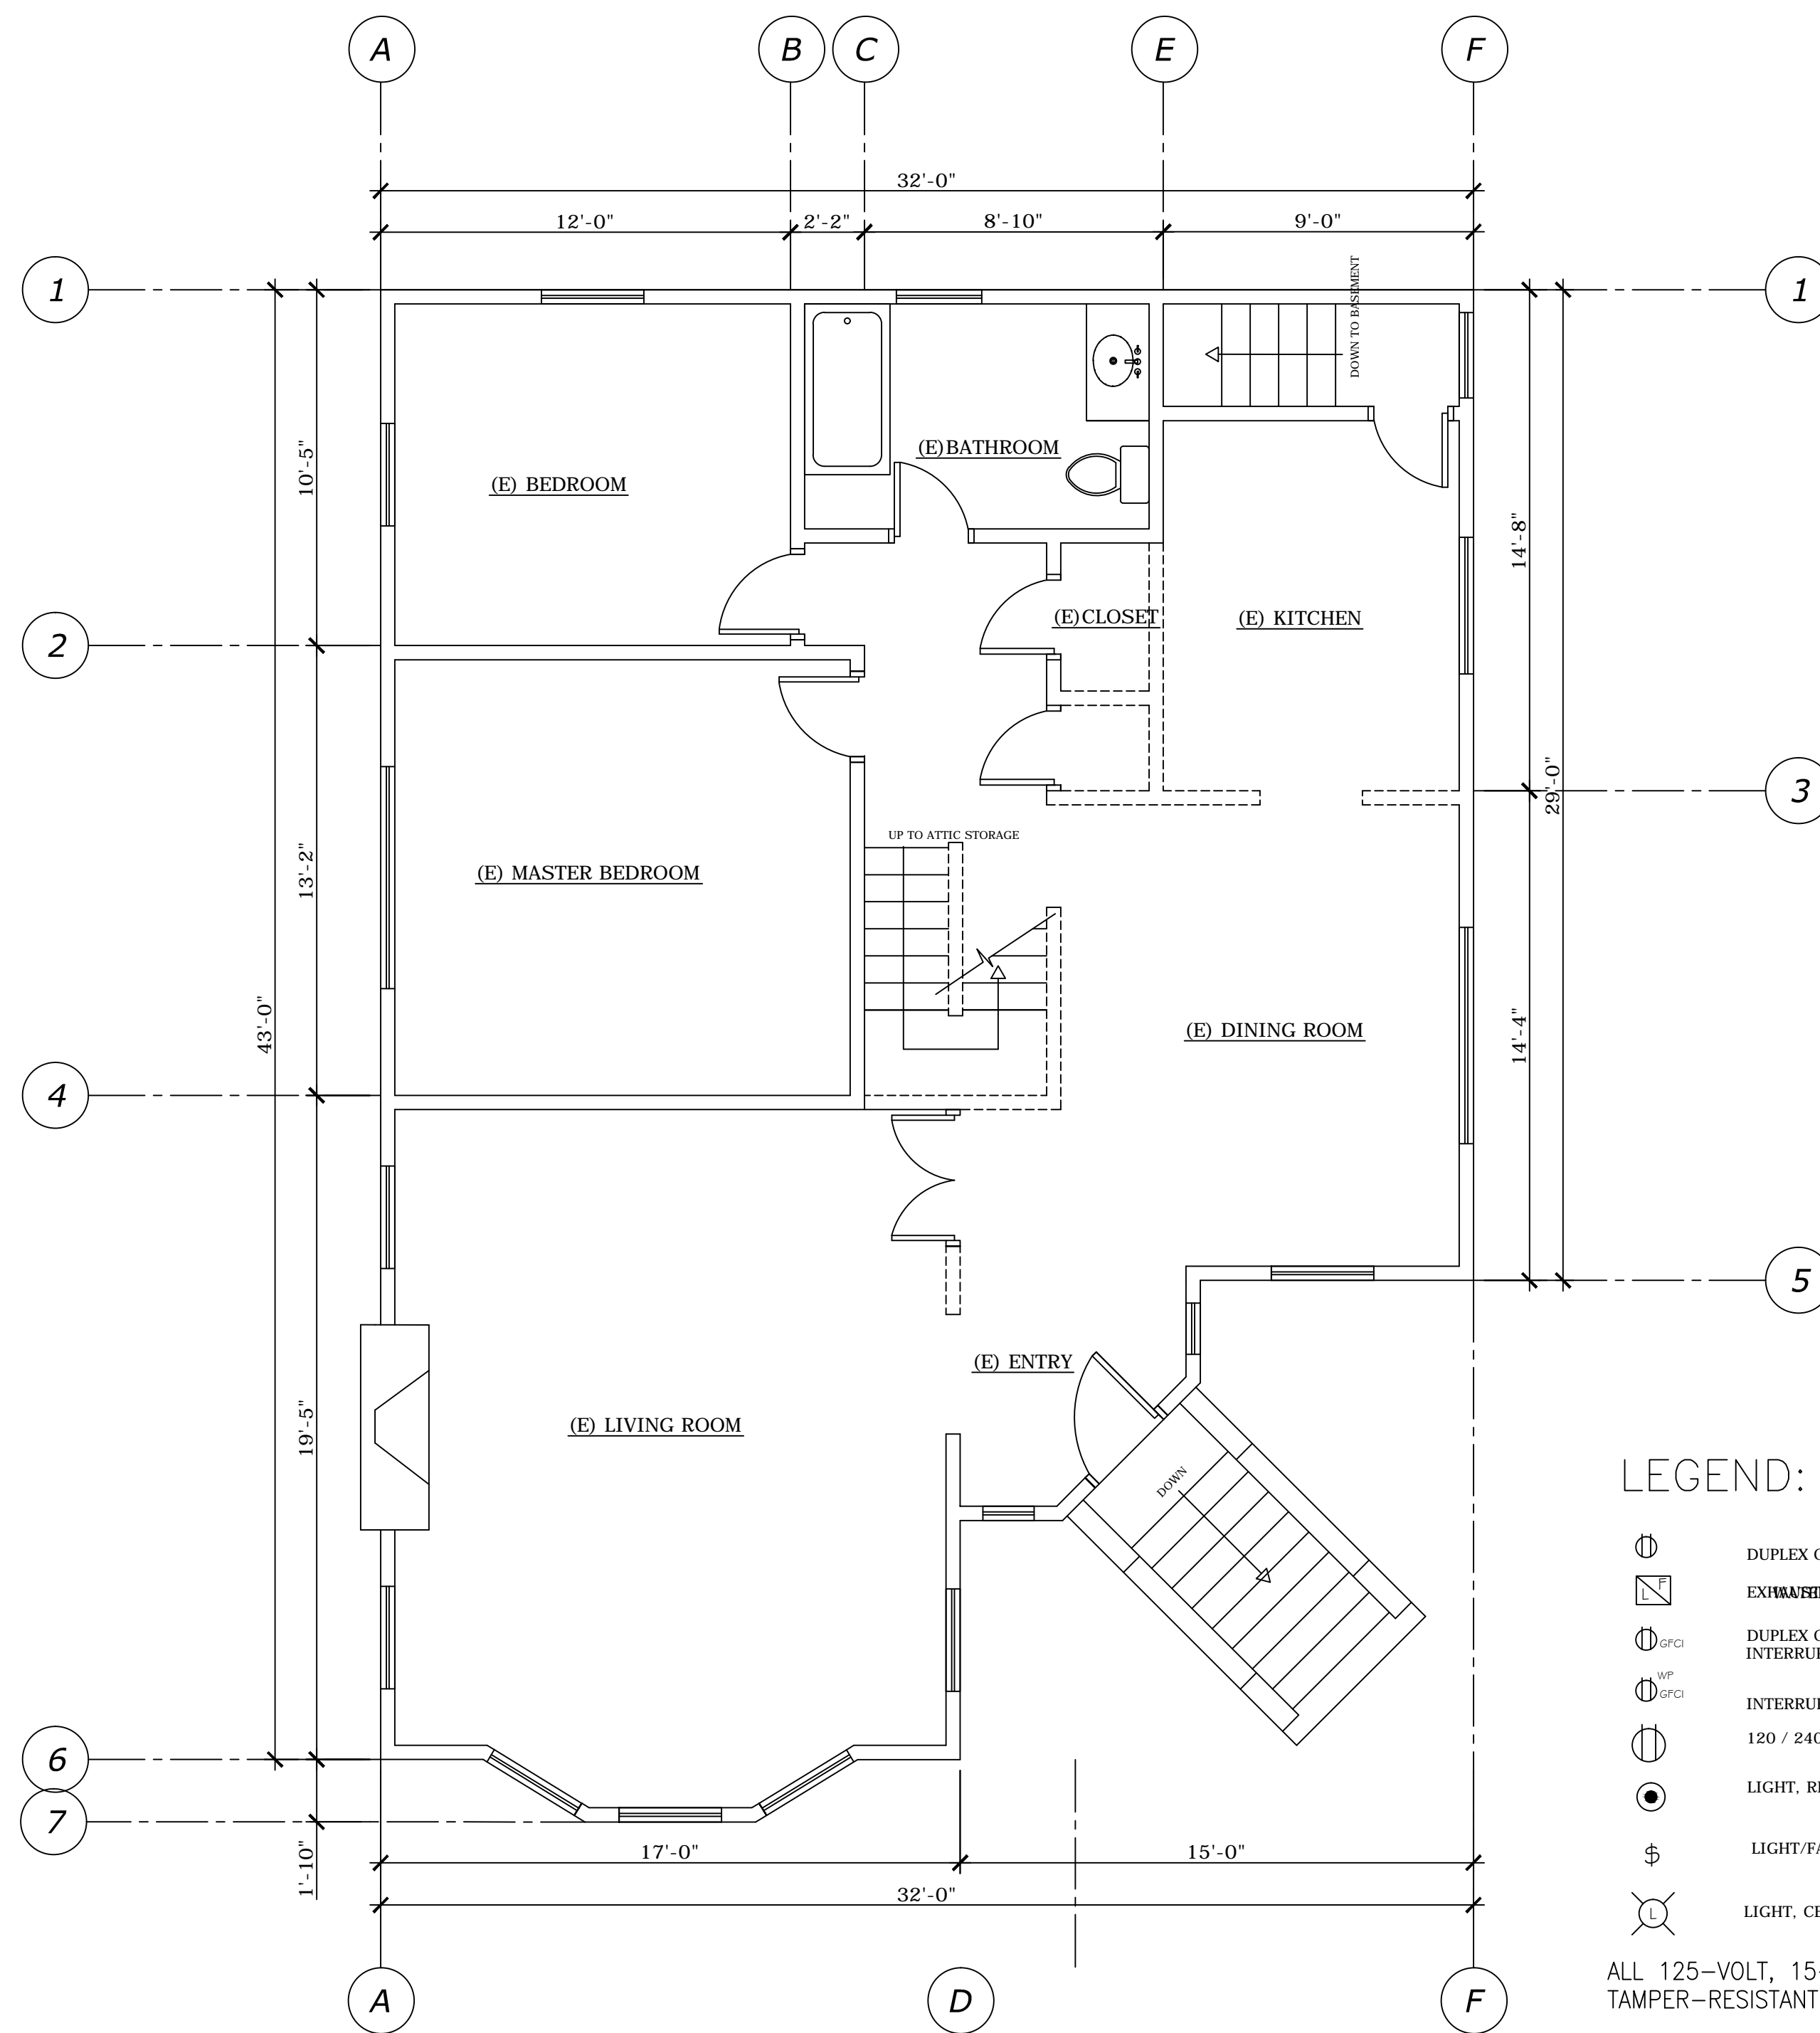 A
B
C
E
F
32'-0"
12'-0"
2'-2"
8'-10"
9'-0"
1
1
DOWN TO BASEMENT
(E)BATHROOM
10'-5"
(E) BEDROOM
14'-8"
(E)CLOSET
(E) KITCHEN
2
29'-0"
3
UP TO ATTIC STORAGE
13'-2"
(E) MASTER BEDROOM
43'-0"
(E) DINING ROOM
14'-4"
4
5
(E) ENTRY
19'-5"
(E) LIVING ROOM
DOWN
6
7
1'-10"
17'-0"
15'-0"
32'-0"
A
D
F
LEGEND:
DUPLEX
L F
GFCI
DUPLEX
WP
GFCI
120 / 240
LIGHT,
$
L
LIGHT,
ALL 125-VOLT, 15-
TAMPER-RESISTANT